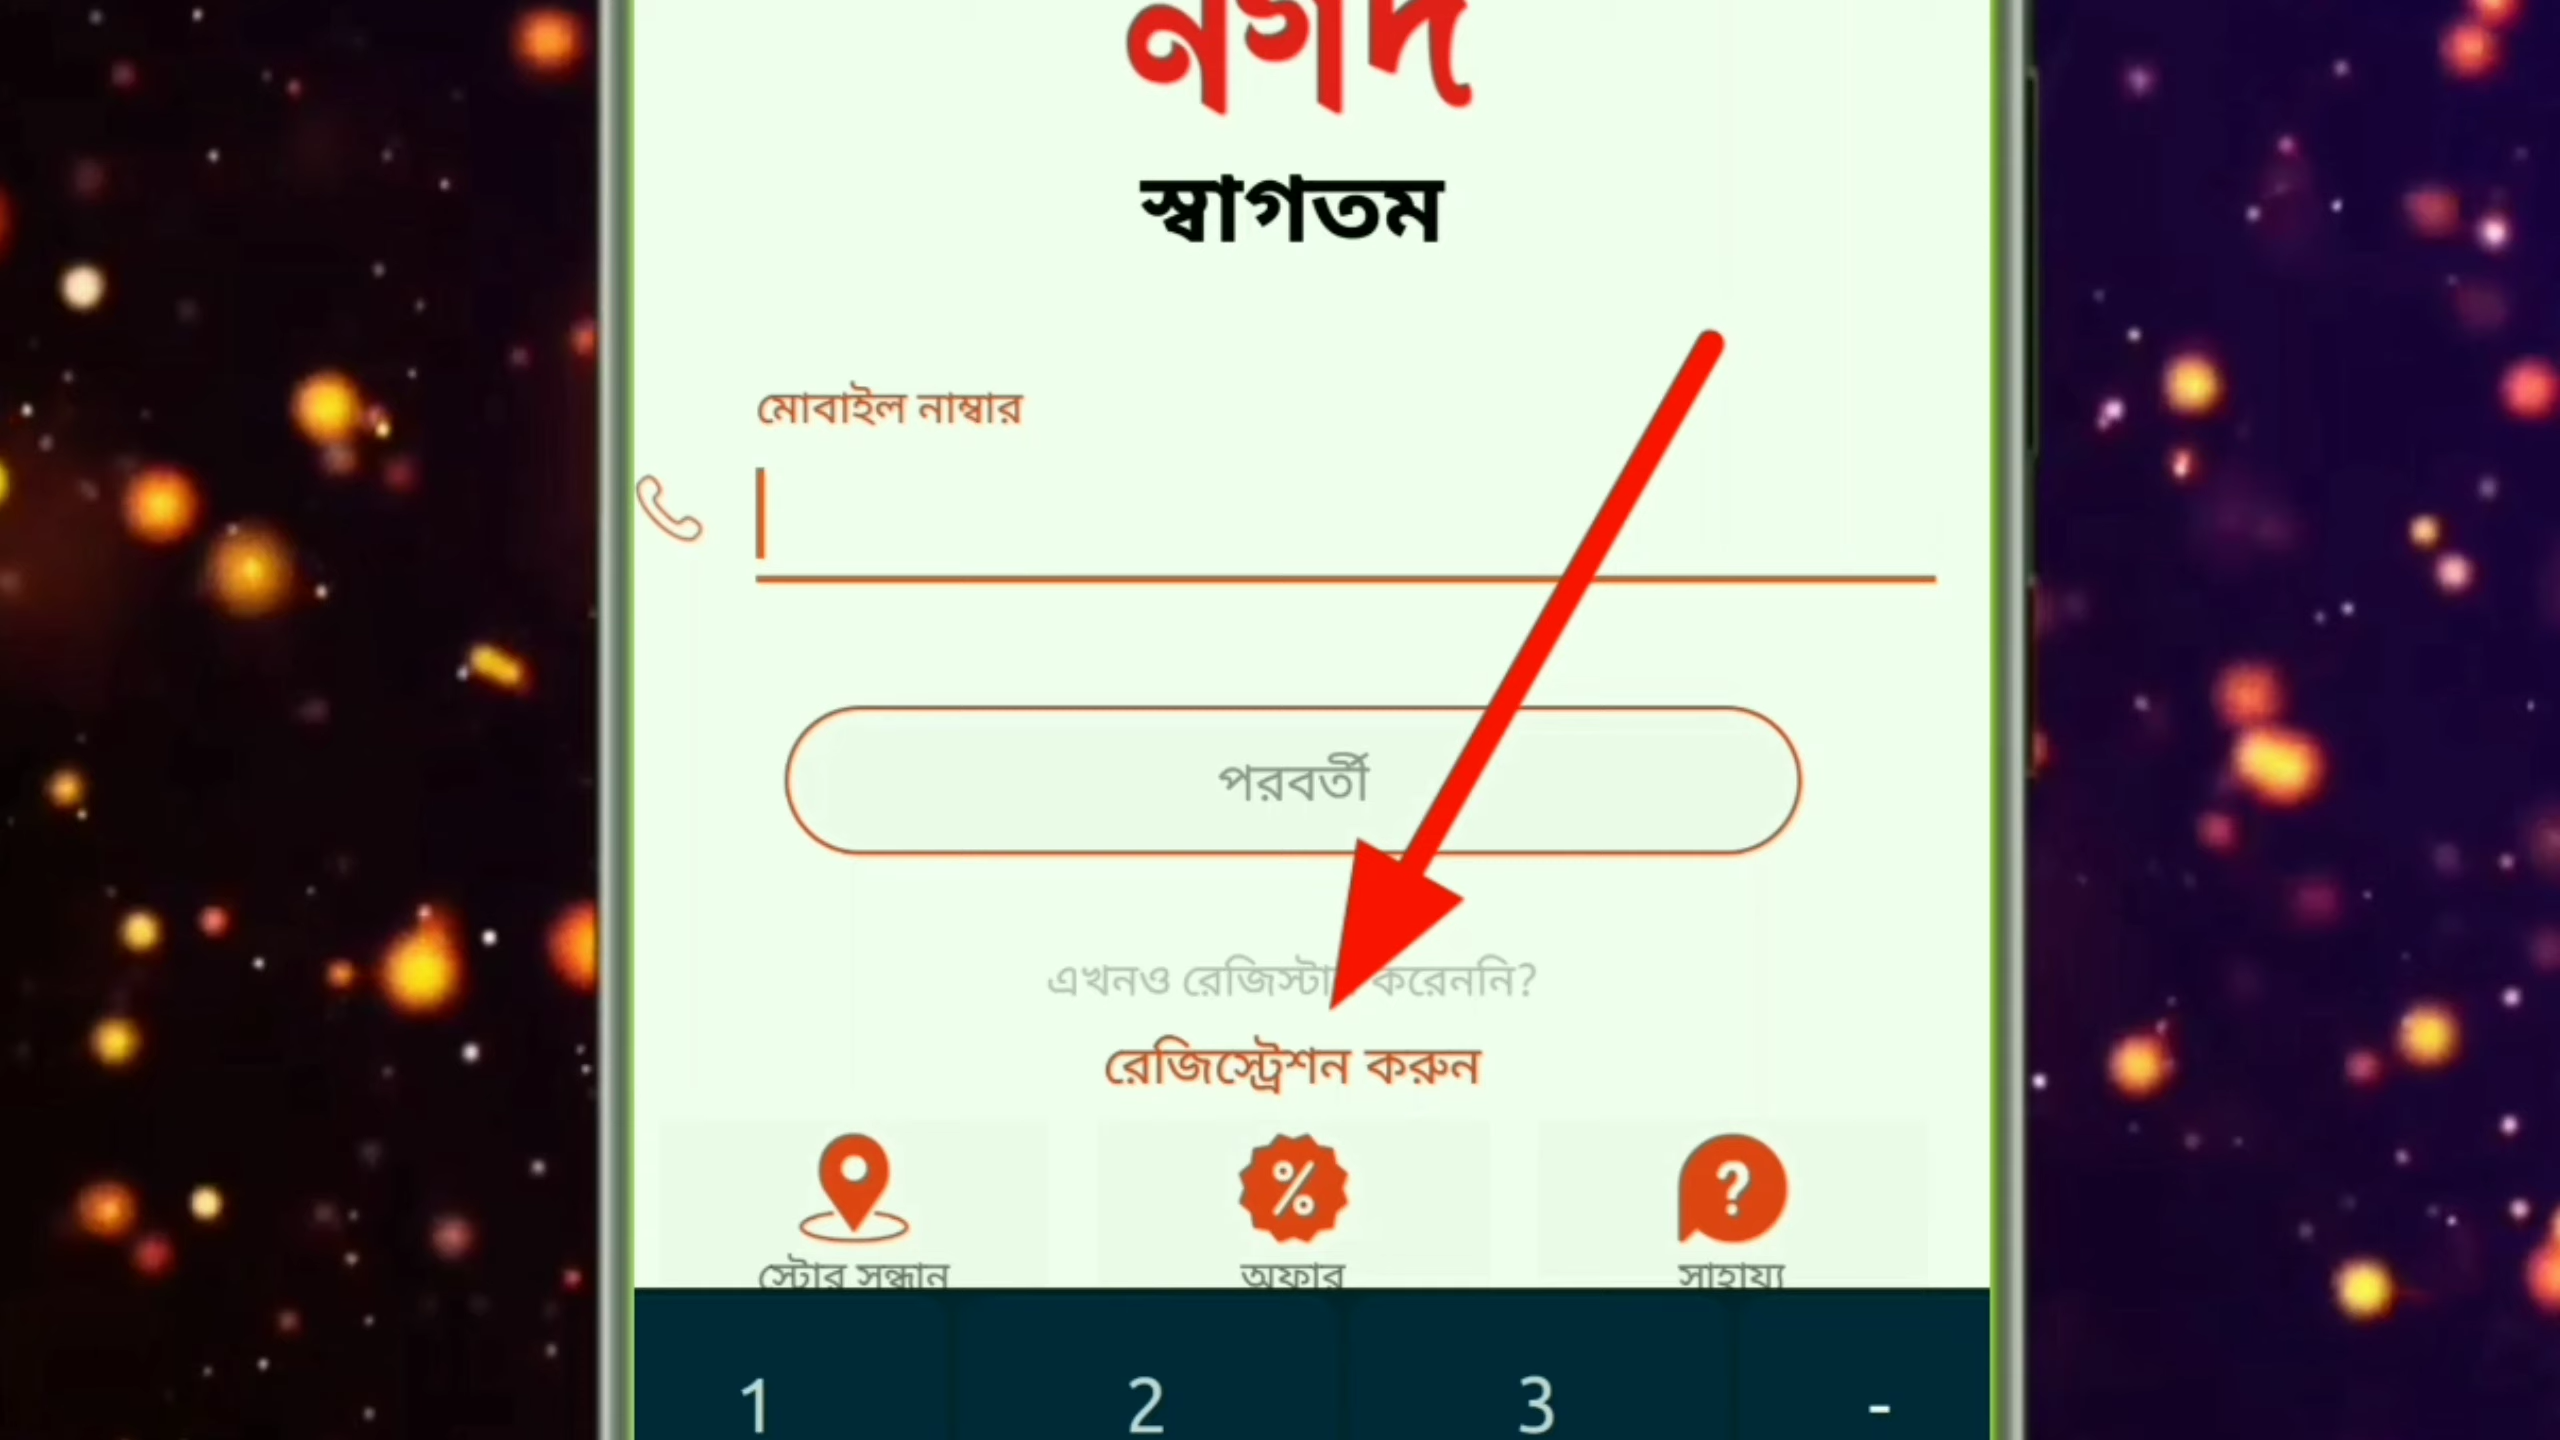 নগদ
স্বাগতম
মোবাইল নাম্বার
পরবর্তী
এখনও রেজিস্টার করেননি?
রেজিস্ট্রেশন করুন
স্টোর সন্ধান
অফার
সাহায্য
1 2 3 -